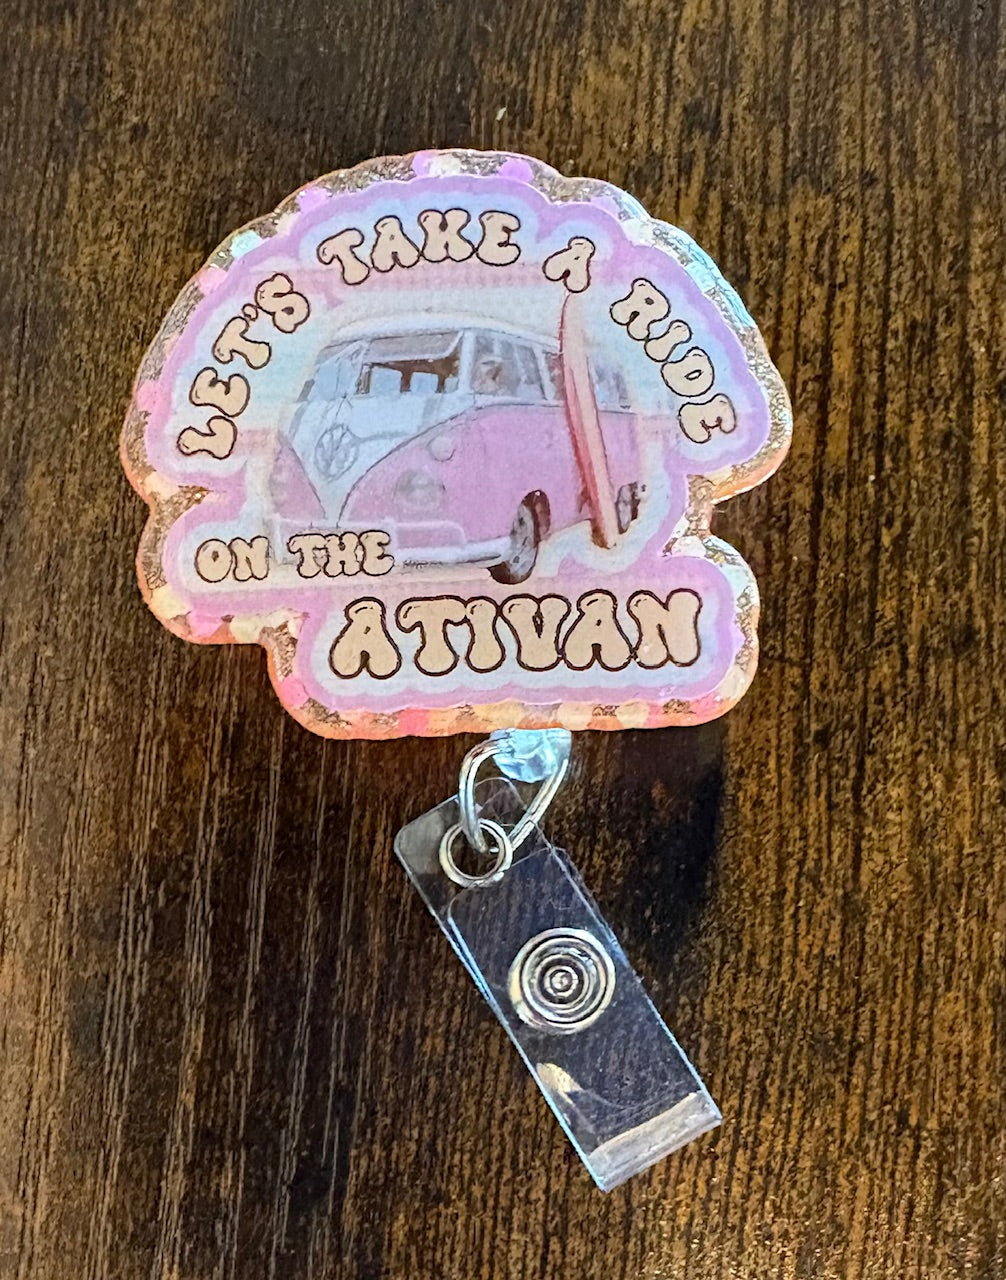 LET'S TAKE A RIDE
ON THE
ATIVAN